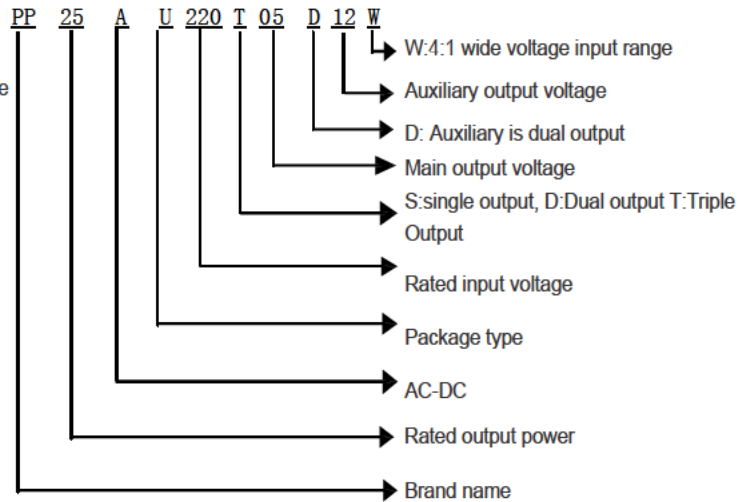 PP 25 A U 220 T 05 D 12 W
W:4:1 wide voltage input range
e
Auxiliary output voltage
D: Auxiliary is dual output
Main output voltage
S:single output, D:Dual output T:Triple
Output
Rated input voltage
Package type
AC-DC
Rated output power
Brand name